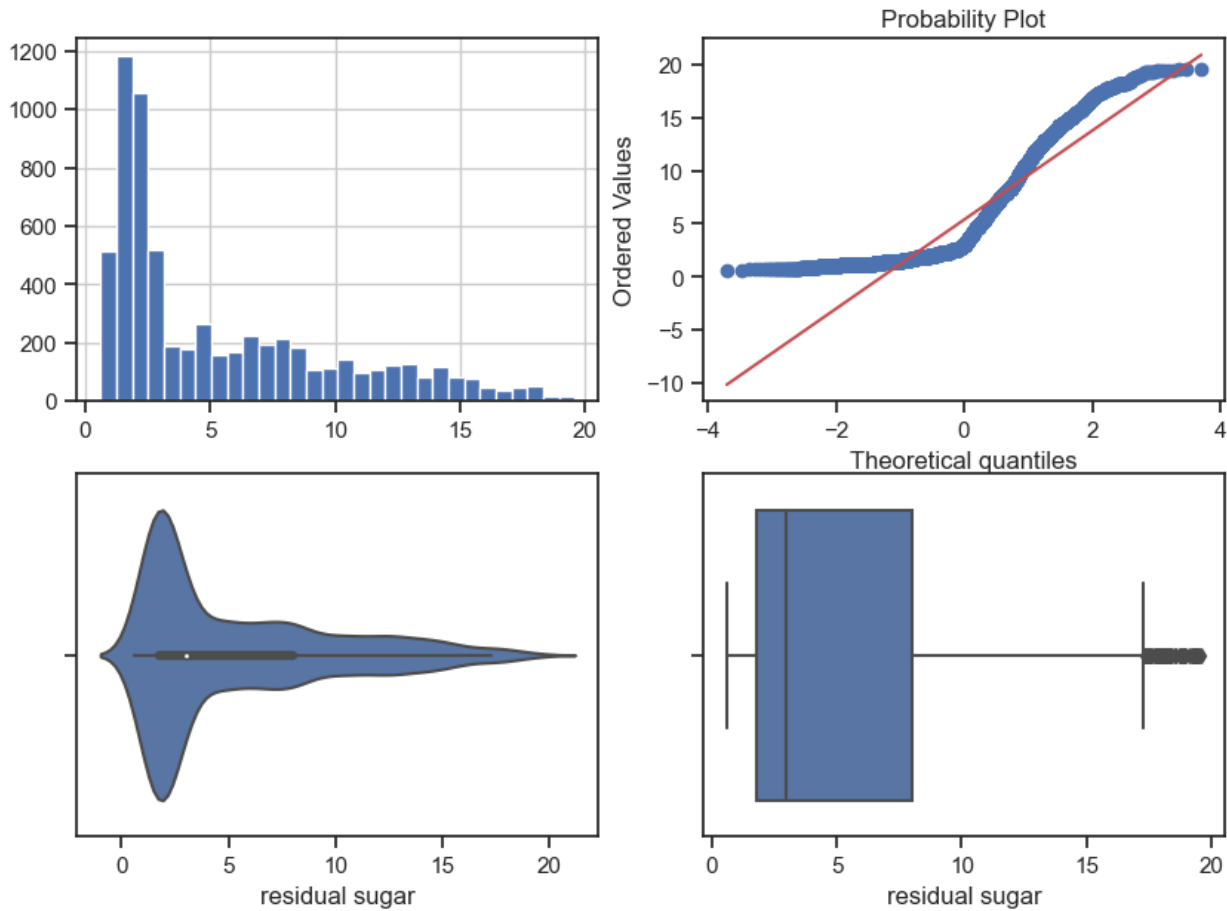 1200
1000
800
600
400
200
0
0 5 10 15 20
Probability Plot
Ordered Values
20
15
10
5
0
−5
−10
−4 −2 0 2 4
Theoretical quantiles
0 5 10 15 20
residual sugar
0 5 10 15 20
residual sugar